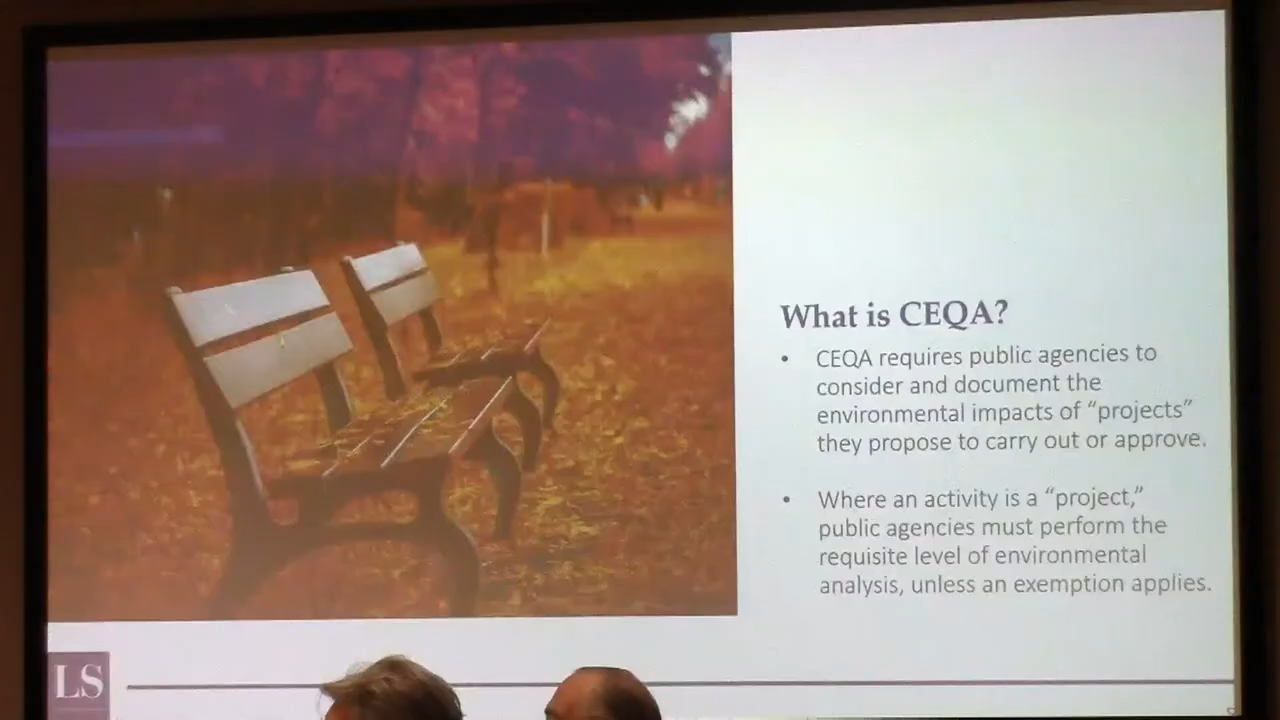 What is CEQA?
• CEQA requires public agencies to
consider and document the
environmental impacts of “projects”
they propose to carry out or approve.
• Where an activity is a “project,”
public agencies must perform the
requisite level of environmental
analysis, unless an exemption applies.
LS